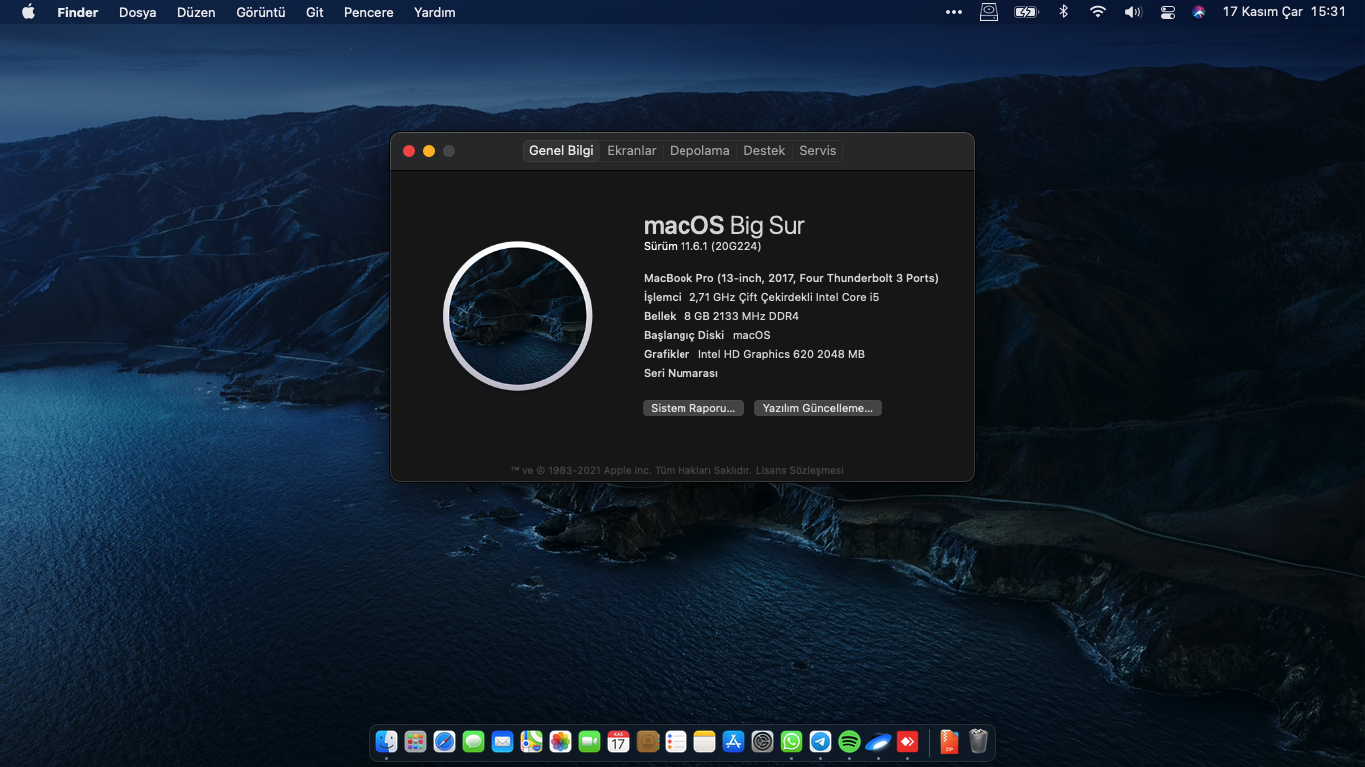 Finder Dosya Düzen Görüntü Git Pencere Yardım 17 Kasım Çar 15:31
Genel Bilgi Ekranlar Depolama Destek Servis
macOS Big Sur
Sürüm 11.6.1 (20G224)
MacBook Pro (13-inch, 2017, Four Thunderbolt 3 Ports)
İşlemci 2,71 GHz Çift Çekirdekli Intel Core i5
Bellek 8 GB 2133 MHz DDR4
Başlangıç Diski macOS
Grafikler Intel HD Graphics 620 2048 MB
Seri Numarası
Sistem Raporu... Yazılım Güncelleme...
™ ve © 1983-2021 Apple Inc. Tüm Hakları Saklıdır. Lisans Sözleşmesi
KAS
17
ZIP